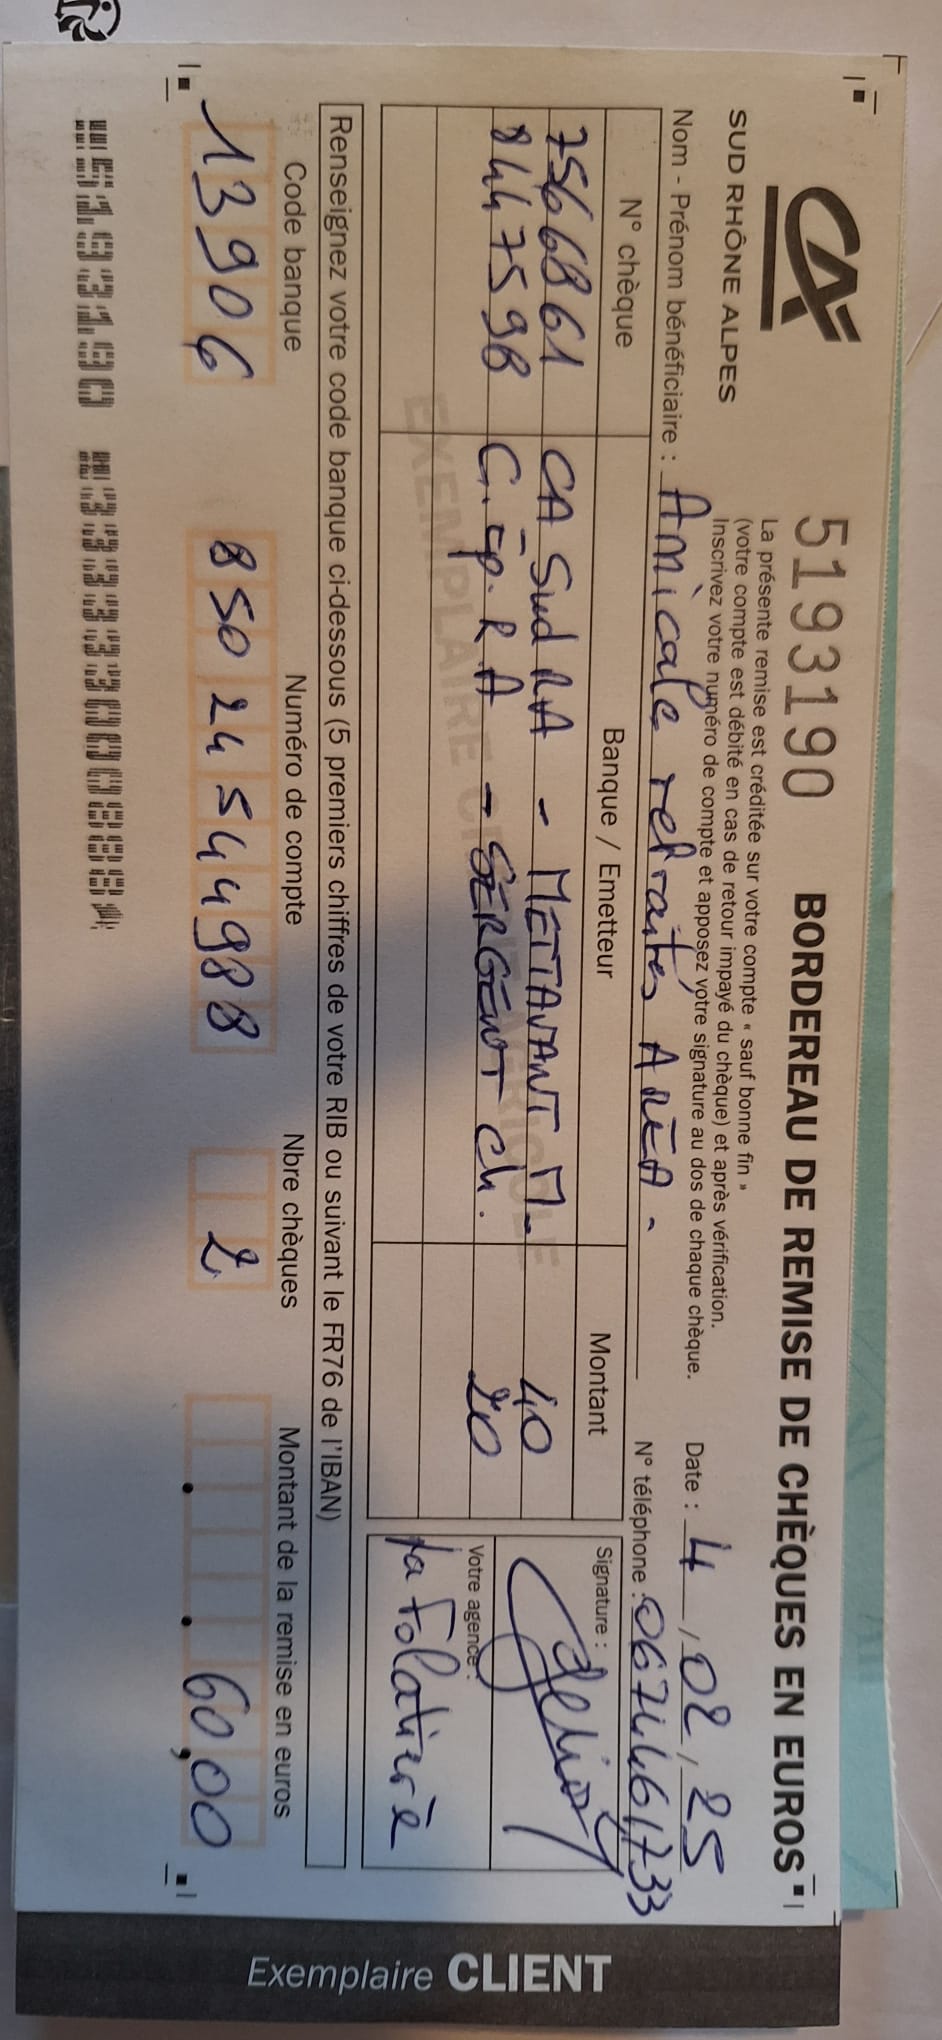 CA
SUD RHÔNE ALPES
5193190 BORDEREAU DE REMISE DE CHÈQUES EN EUROS
La présente remise est créditée sur votre compte « sauf bonne fin »
(votre compte est débité en cas de retour impayé du chèque) et après vérification.
Inscrivez votre numéro de compte et apposez votre signature au dos de chaque chèque.
Date : 4 / 02 / 25
Nom - Prénom bénéficiaire : Amicale retraités
N° téléphone : 0674461733
N° chèque Banque / Emetteur Montant
7566861 CA Sud RA - METTAVANT M. 40
8447598 C. ép. RA - SERGENT Ch. 20
EXEMPLAIRE
Signature :
Votre agence :
La Folatière
Renseignez votre code banque ci-dessous (5 premiers chiffres de votre RIB ou suivant le FR76 de l'IBAN)
Code banque Numéro de compte Nbre chèques Montant de la remise en euros
13906 85024544988 2 60,00
Exemplaire CLIENT